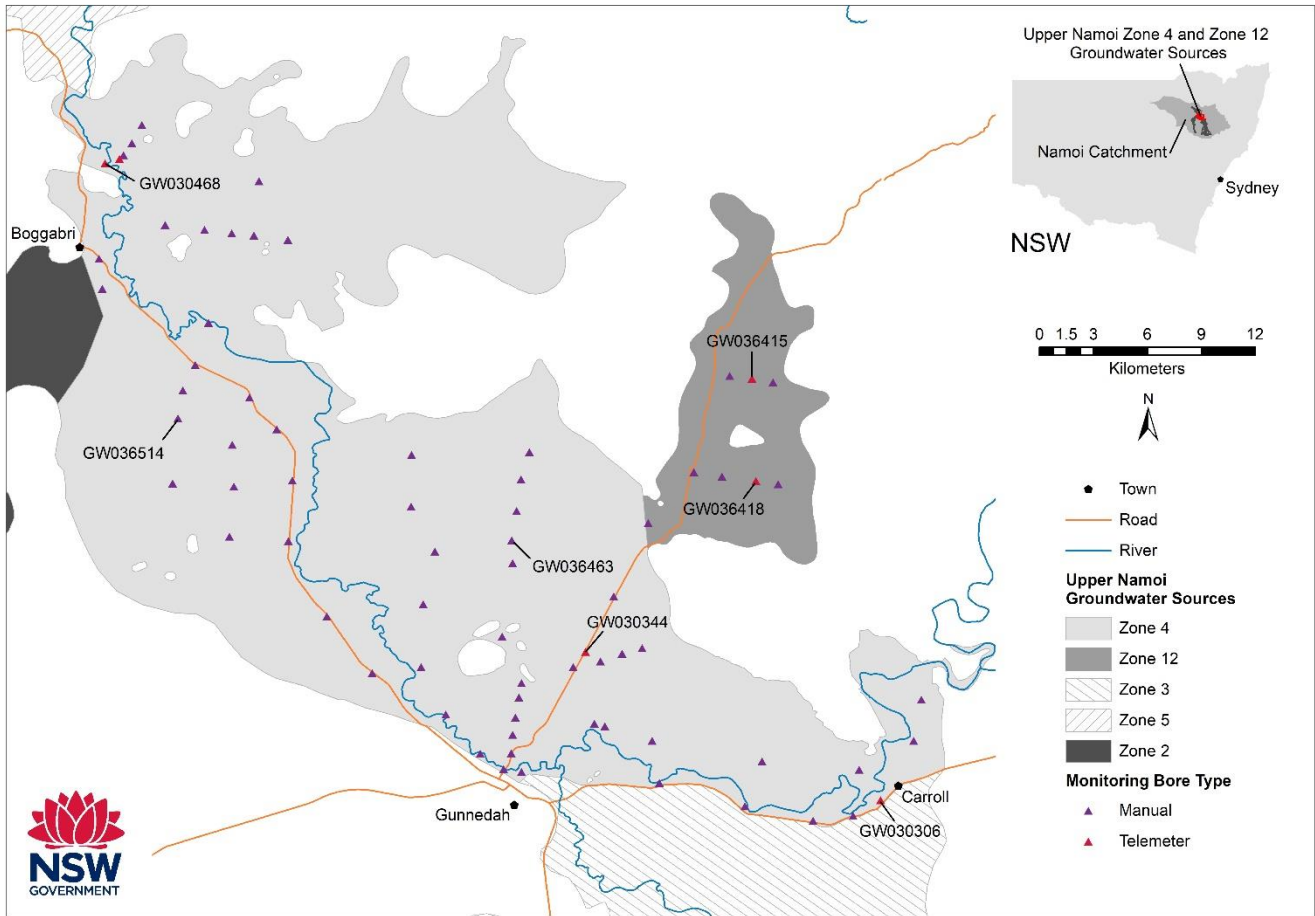 Upper Namoi Zone 4 and Zone 12
Groundwater Sources
Namoi Catchment
Sydney
NSW
GW030468
Boggabri
GW036415
0 1.5 3 6 9 12
Kilometers
N
GW036514
GW036418
GW036463
GW030344
Town
Road
River
Upper Namoi
Groundwater Sources
Zone 4
Zone 12
Zone 3
Zone 5
Zone 2
Monitoring Bore Type
Manual
Telemeter
Carroll
Gunnedah
GW030306
NSW
GOVERNMENT